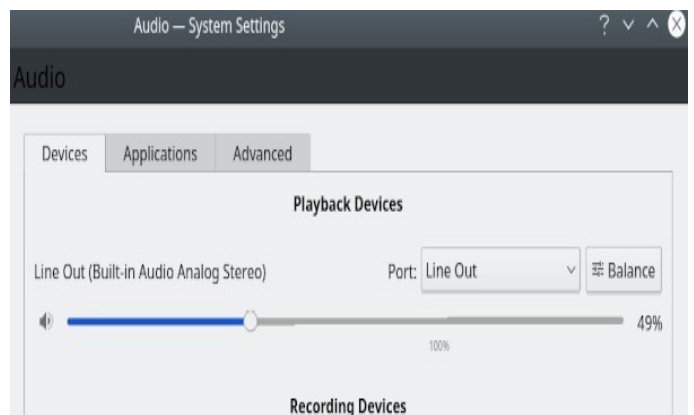 Audio — System Settings
Audio
Devices Applications Advanced
Playback Devices
Line Out (Built-in Audio Analog Stereo) Port: Line Out Balance
49%
100%
Recording Devices